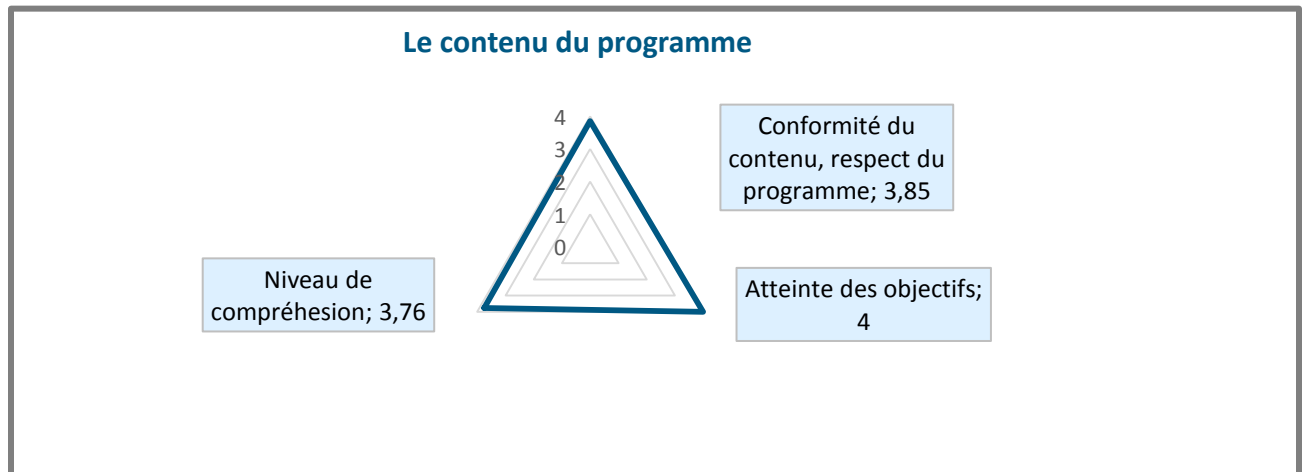 Le contenu du programme
4
3
2
1
0
Conformité du
contenu, respect du
programme; 3,85
Atteinte des objectifs;
4
Niveau de
compréhesion; 3,76